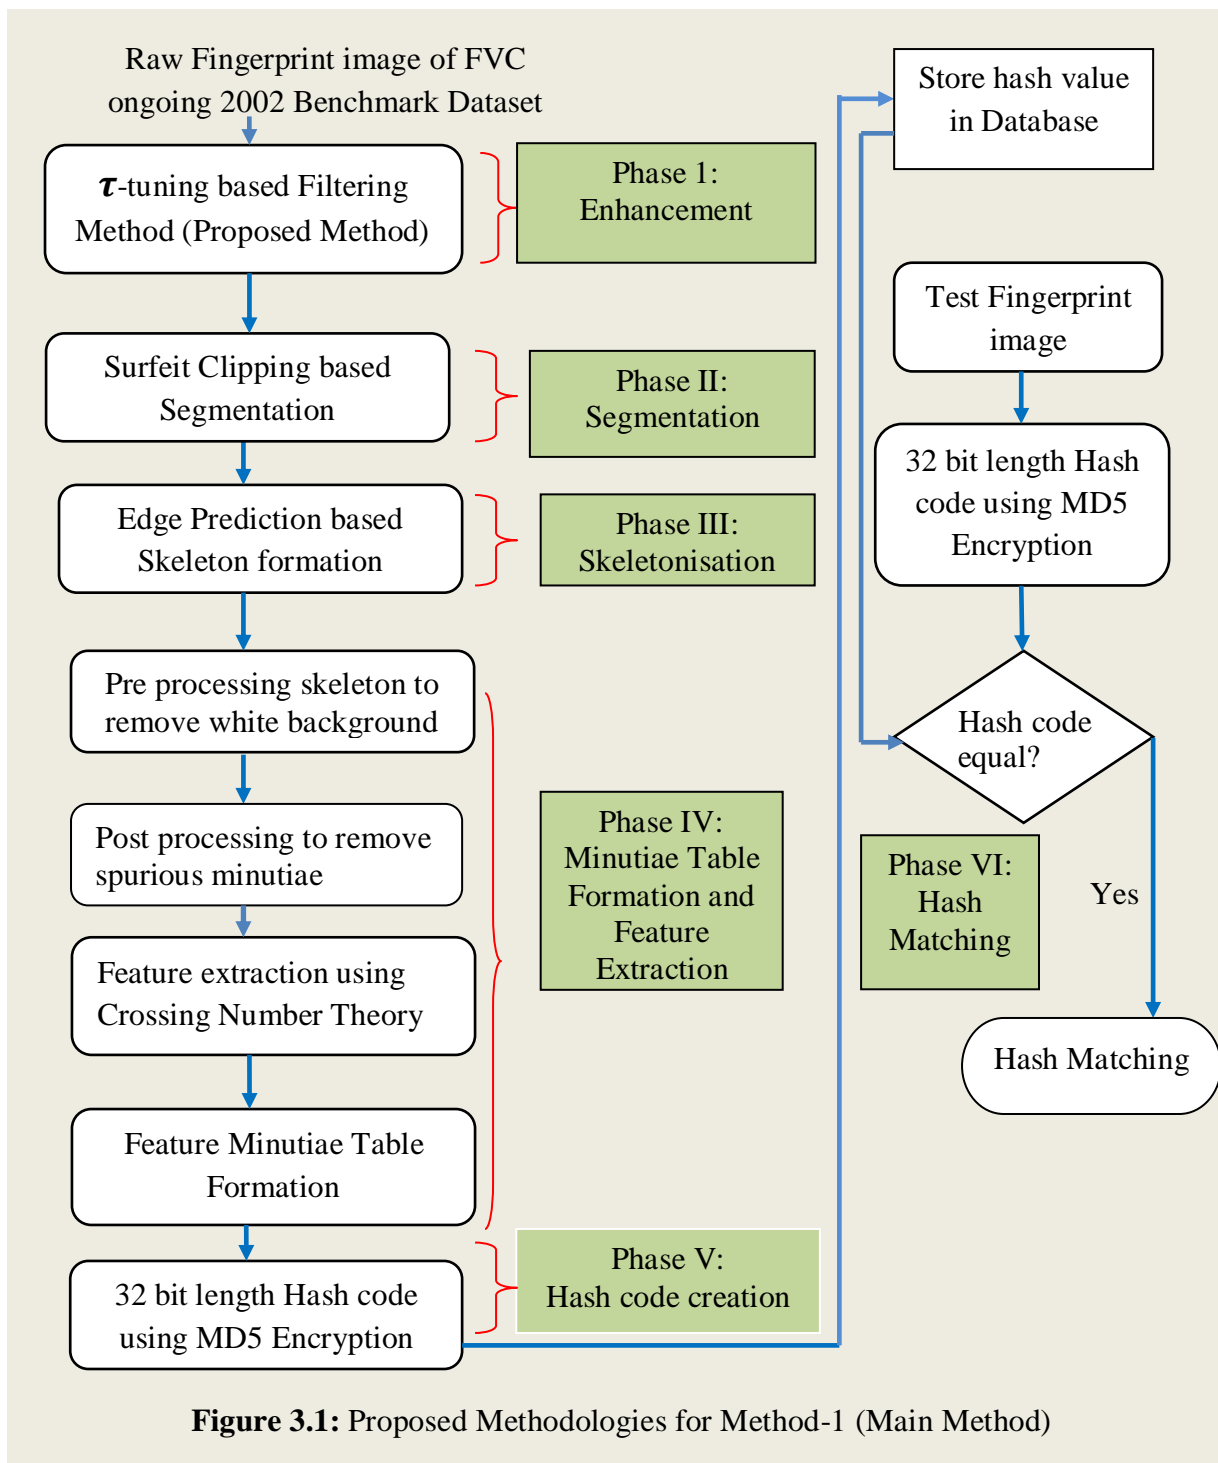 Raw Fingerprint image of FVC
ongoing 2002 Benchmark Dataset
𝝉-tuning based Filtering
Method (Proposed Method)
Phase 1:
Enhancement
Surfeit Clipping based
Segmentation
Phase II:
Segmentation
Edge Prediction based
Skeleton formation
Phase III:
Skeletonisation
Pre processing skeleton to
remove white background
Post processing to remove
spurious minutiae
Feature extraction using
Crossing Number Theory
Feature Minutiae Table
Formation
Phase IV:
Minutiae Table
Formation and
Feature
Extraction
32 bit length Hash code
using MD5 Encryption
Phase V:
Hash code creation
Store hash value
in Database
Test Fingerprint
image
32 bit length Hash
code using MD5
Encryption
Hash code
equal?
Phase VI:
Hash
Matching
Yes
Hash Matching
Figure 3.1: Proposed Methodologies for Method-1 (Main Method)